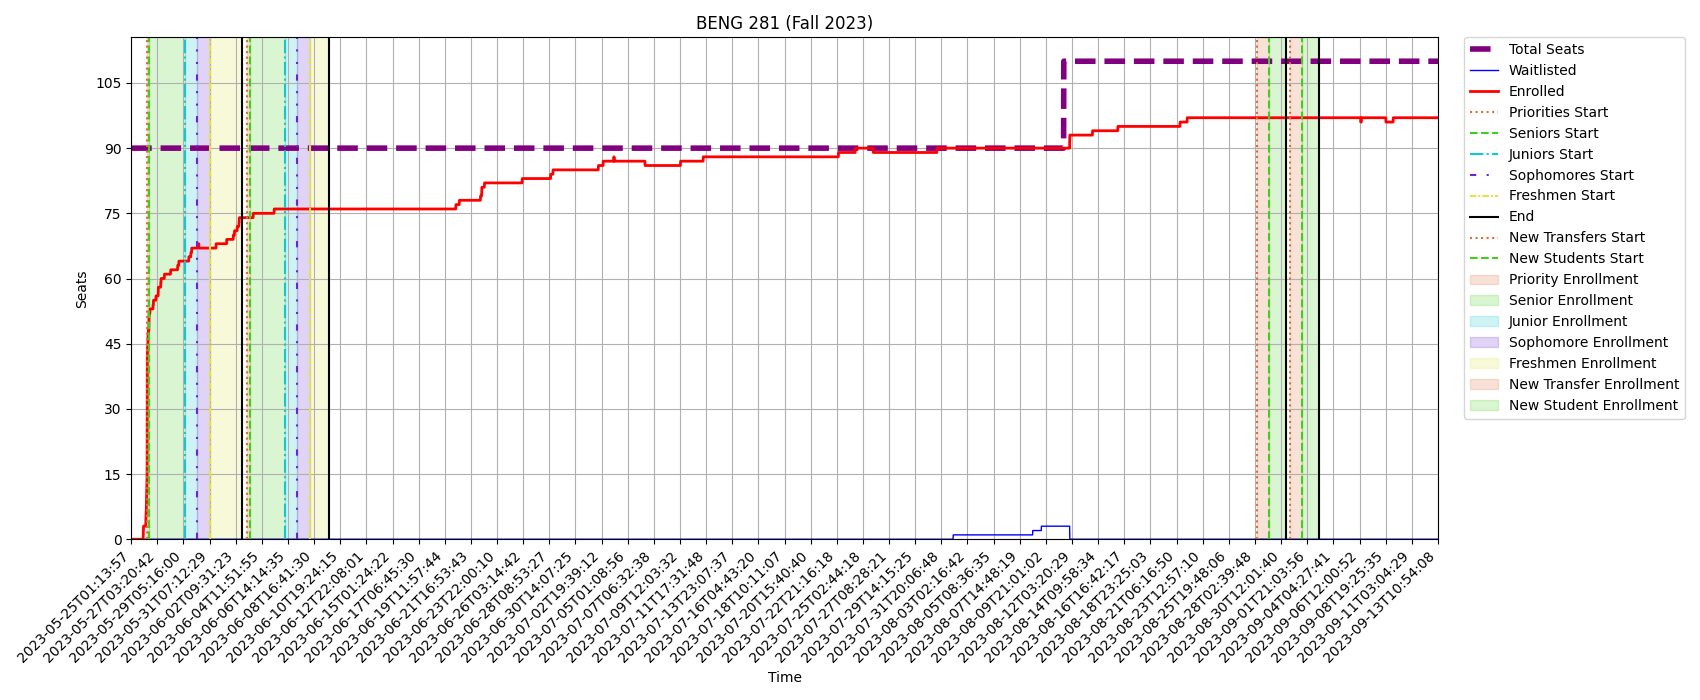 BENG 281 (Fall 2023)
Seats
105
90
75
60
45
30
15
0
2023-05-25T01:13:57
2023-05-27T03:20:42
2023-05-29T05:16:00
2023-05-31T07:12:29
2023-06-02T09:31:23
2023-06-04T11:51:55
2023-06-06T14:14:35
2023-06-08T16:41:30
2023-06-10T19:24:15
2023-06-12T22:08:01
2023-06-15T01:24:22
2023-06-17T06:45:30
2023-06-19T11:57:44
2023-06-21T16:53:43
2023-06-23T22:00:10
2023-06-26T03:14:42
2023-06-28T08:53:27
2023-06-30T14:07:25
2023-07-02T19:39:12
2023-07-05T01:08:56
2023-07-07T06:32:38
2023-07-09T12:03:32
2023-07-11T17:31:48
2023-07-13T23:07:37
2023-07-16T04:43:20
2023-07-18T10:11:07
2023-07-20T15:40:40
2023-07-22T21:16:18
2023-07-25T02:44:18
2023-07-27T08:28:21
2023-07-29T14:15:25
2023-07-31T20:06:48
2023-08-03T02:16:42
2023-08-05T08:36:35
2023-08-07T14:48:19
2023-08-09T21:01:02
2023-08-12T03:20:29
2023-08-14T09:58:34
2023-08-16T16:42:17
2023-08-18T23:25:03
2023-08-21T06:16:50
2023-08-23T12:57:10
2023-08-25T19:48:06
2023-08-28T02:39:48
2023-08-30T12:01:40
2023-09-01T21:03:56
2023-09-04T04:27:41
2023-09-06T12:00:52
2023-09-08T19:25:35
2023-09-11T03:04:29
2023-09-13T10:54:08
Time
Total Seats
Waitlisted
Enrolled
Priorities Start
Seniors Start
Juniors Start
Sophomores Start
Freshmen Start
End
New Transfers Start
New Students Start
Priority Enrollment
Senior Enrollment
Junior Enrollment
Sophomore Enrollment
Freshmen Enrollment
New Transfer Enrollment
New Student Enrollment